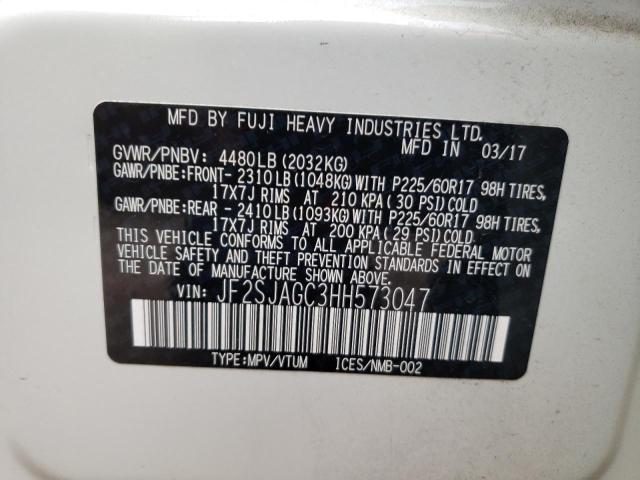 MFD BY FUJI HEAVY INDUSTRIES LTD.
MFD IN 03/17
GVWR/PNBV: 4480LB (2032KG)
GAWR/PNBE:FRONT- 2310LB(1048KG)WITH P225/60R17 98H TIRES,
17X7J RIMS AT 210 KPA( 30 PSI)COLD
GAWR/PNBE:REAR - 2410LB(1093KG)WITH P225/60R17 98H TIRES,
17X7J RIMS AT 200 KPA( 29 PSI)COLD
THIS VEHICLE CONFORMS TO ALL APPLICABLE FEDERAL MOTOR
VEHICLE SAFETY AND THEFT PREVENTION STANDARDS IN EFFECT
ON THE DATE OF MANUFACTURE SHOWN ABOVE.
VIN: JF2SJAGC3HH573047
TYPE:MPV/VTUM ICES/NMB-002